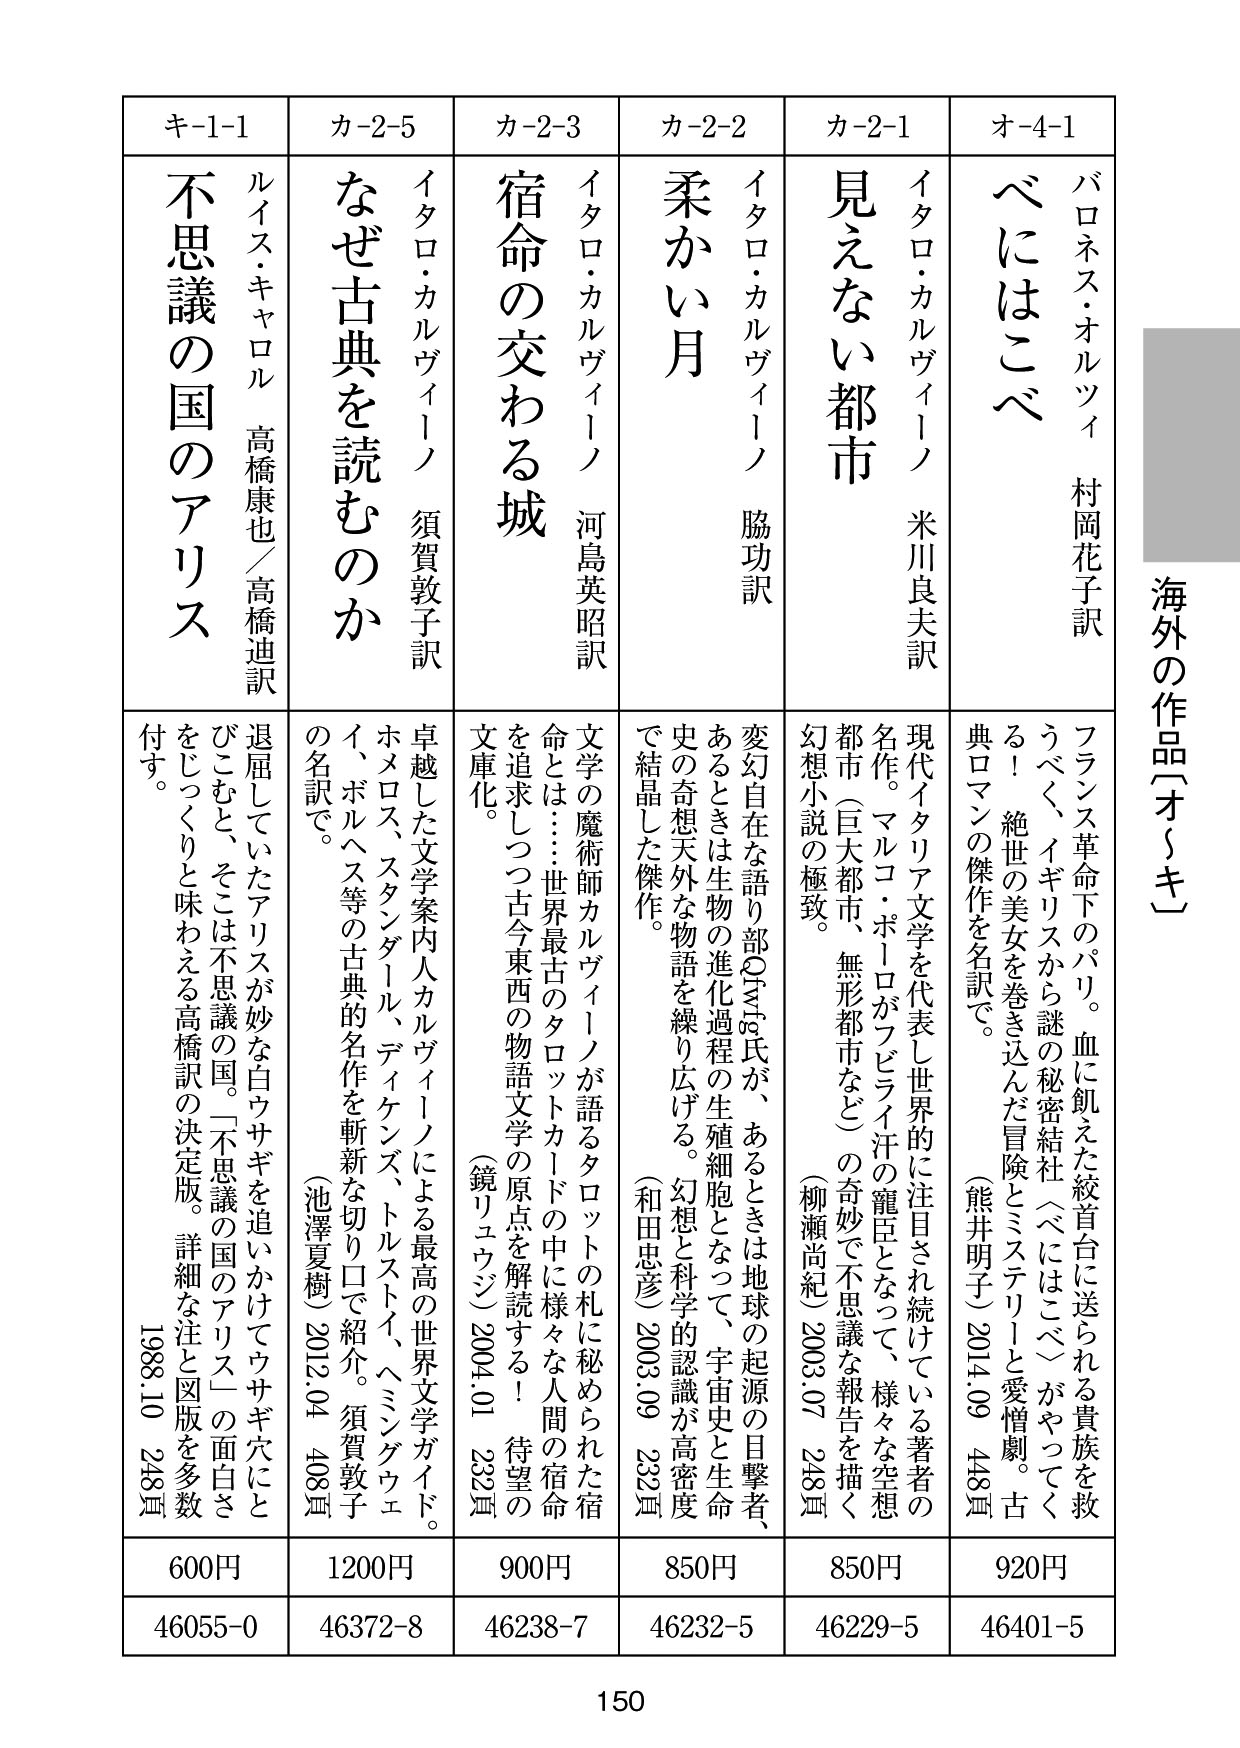 海外の作品〔オ〜キ〕
オ-4-1
バロネス・オルツィ　村岡花子訳
べにはこべ
フランス革命下のパリ。血に飢えた絞首台に送られる貴族を救
うべく、イギリスから謎の秘密結社〈べにはこべ〉がやってく
る！　絶世の美女を巻き込んだ冒険とミステリーと愛憎劇。古
典ロマンの傑作を名訳で。
（熊井明子）2014.09　448頁
920円
46401-5
カ-2-1
イタロ・カルヴィーノ　米川良夫訳
見えない都市
現代イタリア文学を代表し世界的に注目され続けている著者の
名作。マルコ・ポーロがフビライ汗の寵臣となって、様々な空想
都市（巨大都市、無形都市など）の奇妙で不思議な報告を描く
幻想小説の極致。
（柳瀬尚紀）2003.07　248頁
850円
46229-5
カ-2-2
イタロ・カルヴィーノ　脇功訳
柔かい月
変幻自在な語り部Qfwfg氏が、あるときは地球の起源の目撃者、
あるときは生物の進化過程の生殖細胞となって、宇宙史と生命
史の奇想天外な物語を繰り広げる。幻想と科学的認識が高密度
で結晶した傑作。
（和田忠彦）2003.09　232頁
850円
46232-5
カ-2-3
イタロ・カルヴィーノ　河島英昭訳
宿命の交わる城
文学の魔術師カルヴィーノが語るタロットの札に秘められた宿
命とは……世界最古のタロットカードの中に様々な人間の宿命
を追求しつつ古今東西の物語文学の原点を解読する！　待望の
文庫化。
（鏡リュウジ）2004.01　232頁
900円
46238-7
カ-2-5
イタロ・カルヴィーノ　須賀敦子訳
なぜ古典を読むのか
卓越した文学案内人カルヴィーノによる最高の世界文学ガイド。
ホメロス、スタンダール、ディケンズ、トルストイ、ヘミングウェ
イ、ボルヘス等の古典的名作を斬新な切り口で紹介。須賀敦子
の名訳で。
（池澤夏樹）2012.04　408頁
1200円
46372-8
キ-1-1
ルイス・キャロル　高橋康也／高橋迪訳
不思議の国のアリス
退屈していたアリスが妙な白ウサギを追いかけてウサギ穴にと
びこむと、そこは不思議の国。「不思議の国のアリス」の面白さ
をじっくりと味わえる高橋訳の決定版。詳細な注と図版を多数
付す。
1988.10　248頁
600円
46055-0
150